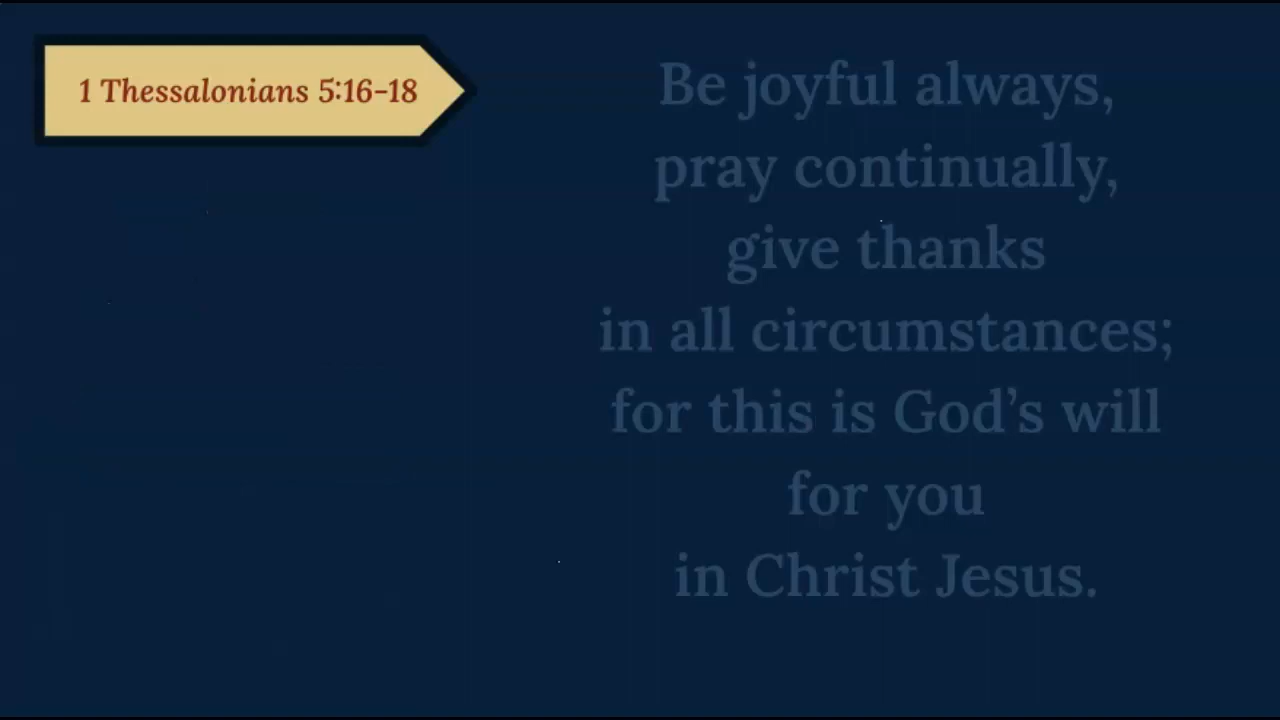 1 Thessalonians 5:16-18
Be joyful always,
pray continually,
give thanks
in all circumstances;
for this is God’s will
for you
in Christ Jesus.